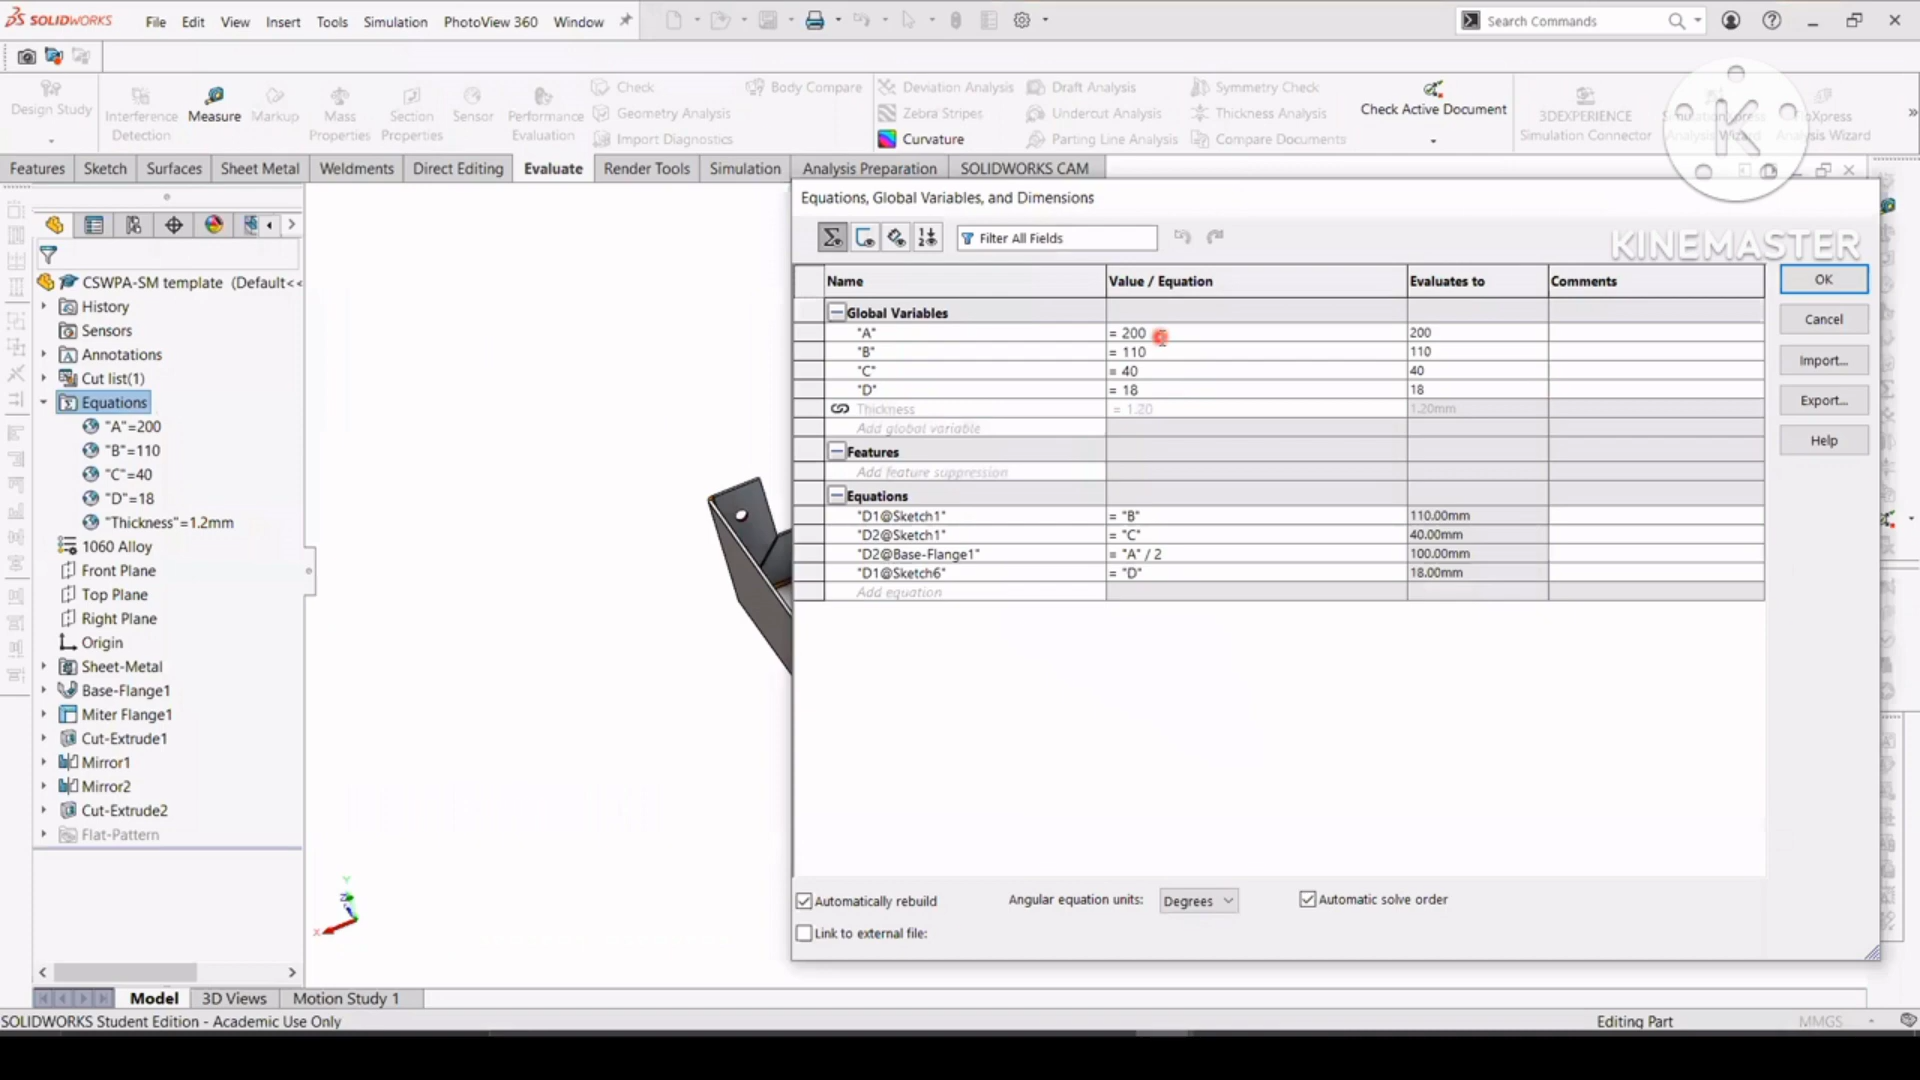 SOLIDWORKS File Edit View Insert Tools Simulation PhotoView 360 Window Search Commands
Design Study
Interference Detection
Measure
Markup
Mass Properties
Section Properties
Sensor
Performance Evaluation
Check
Geometry Analysis
Import Diagnostics
Body Compare
Deviation Analysis
Zebra Stripes
Curvature
Draft Analysis
Undercut Analysis
Parting Line Analysis
Symmetry Check
Thickness Analysis
Compare Documents
Check Active Document
3DEXPERIENCE Simulation Connector
Features Sketch Surfaces Sheet Metal Weldments Direct Editing Evaluate Render Tools Simulation Analysis Preparation SOLIDWORKS CAM
K
KINEMASTER
CSWPA-SM template (Default<<
History
Sensors
Annotations
Cut list(1)
Equations
"A"=200
"B"=110
"C"=40
"D"=18
"Thickness"=1.2mm
1060 Alloy
Front Plane
Top Plane
Right Plane
Origin
Sheet-Metal
Base-Flange1
Miter Flange1
Cut-Extrude1
Mirror1
Mirror2
Cut-Extrude2
Flat-Pattern
Equations, Global Variables, and Dimensions
Filter All Fields
Name Value / Equation Evaluates to Comments
Global Variables
"A" = 200 200
"B" = 110 110
"C" = 40 40
"D" = 18 18
Thickness = 1.20 1.20mm
Add global variable
Features
Add feature suppression
Equations
"D1@Sketch1" = "B" 110.00mm
"D2@Sketch1" = "C" 40.00mm
"D2@Base-Flange1" = "A" / 2 100.00mm
"D1@Sketch6" = "D" 18.00mm
Add equation
OK
Cancel
Import...
Export...
Help
Automatically rebuild Angular equation units: Degrees Automatic solve order
Link to external file:
Y
Z
X
Model 3D Views Motion Study 1
SOLIDWORKS Student Edition - Academic Use Only Editing Part MMGS